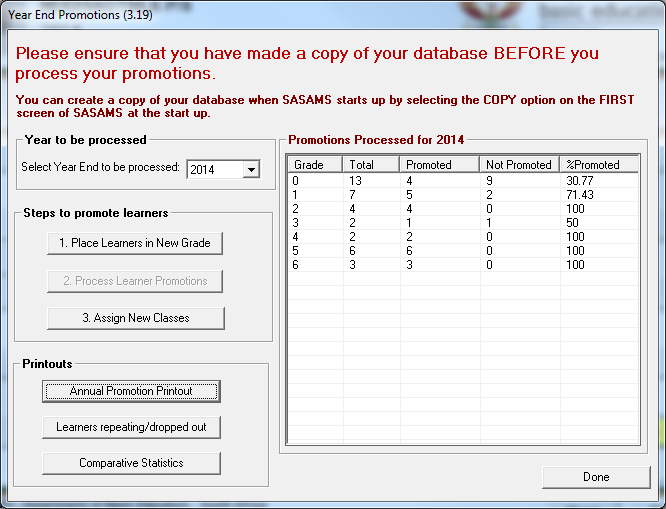 Year End Promotions (3.19)
basic educati
Please ensure that you have made a copy of your database BEFORE you
process your promotions.
You can create a copy of your database when SASAMS starts up by selecting the COPY option on the FIRST
screen of SASAMS at the start up.
Year to be processed
Select Year End to be processed: 2014
Steps to promote learners
1. Place Learners in New Grade
2. Process Learner Promotions
3. Assign New Classes
Printouts
Annual Promotion Printout
Learners repeating/dropped out
Comparative Statistics
Promotions Processed for 2014
Grade Total Promoted Not Promoted %Promoted
0 13 4 9 30.77
1 7 5 2 71.43
2 4 4 0 100
3 2 1 1 50
4 2 2 0 100
5 6 6 0 100
6 3 3 0 100
Done